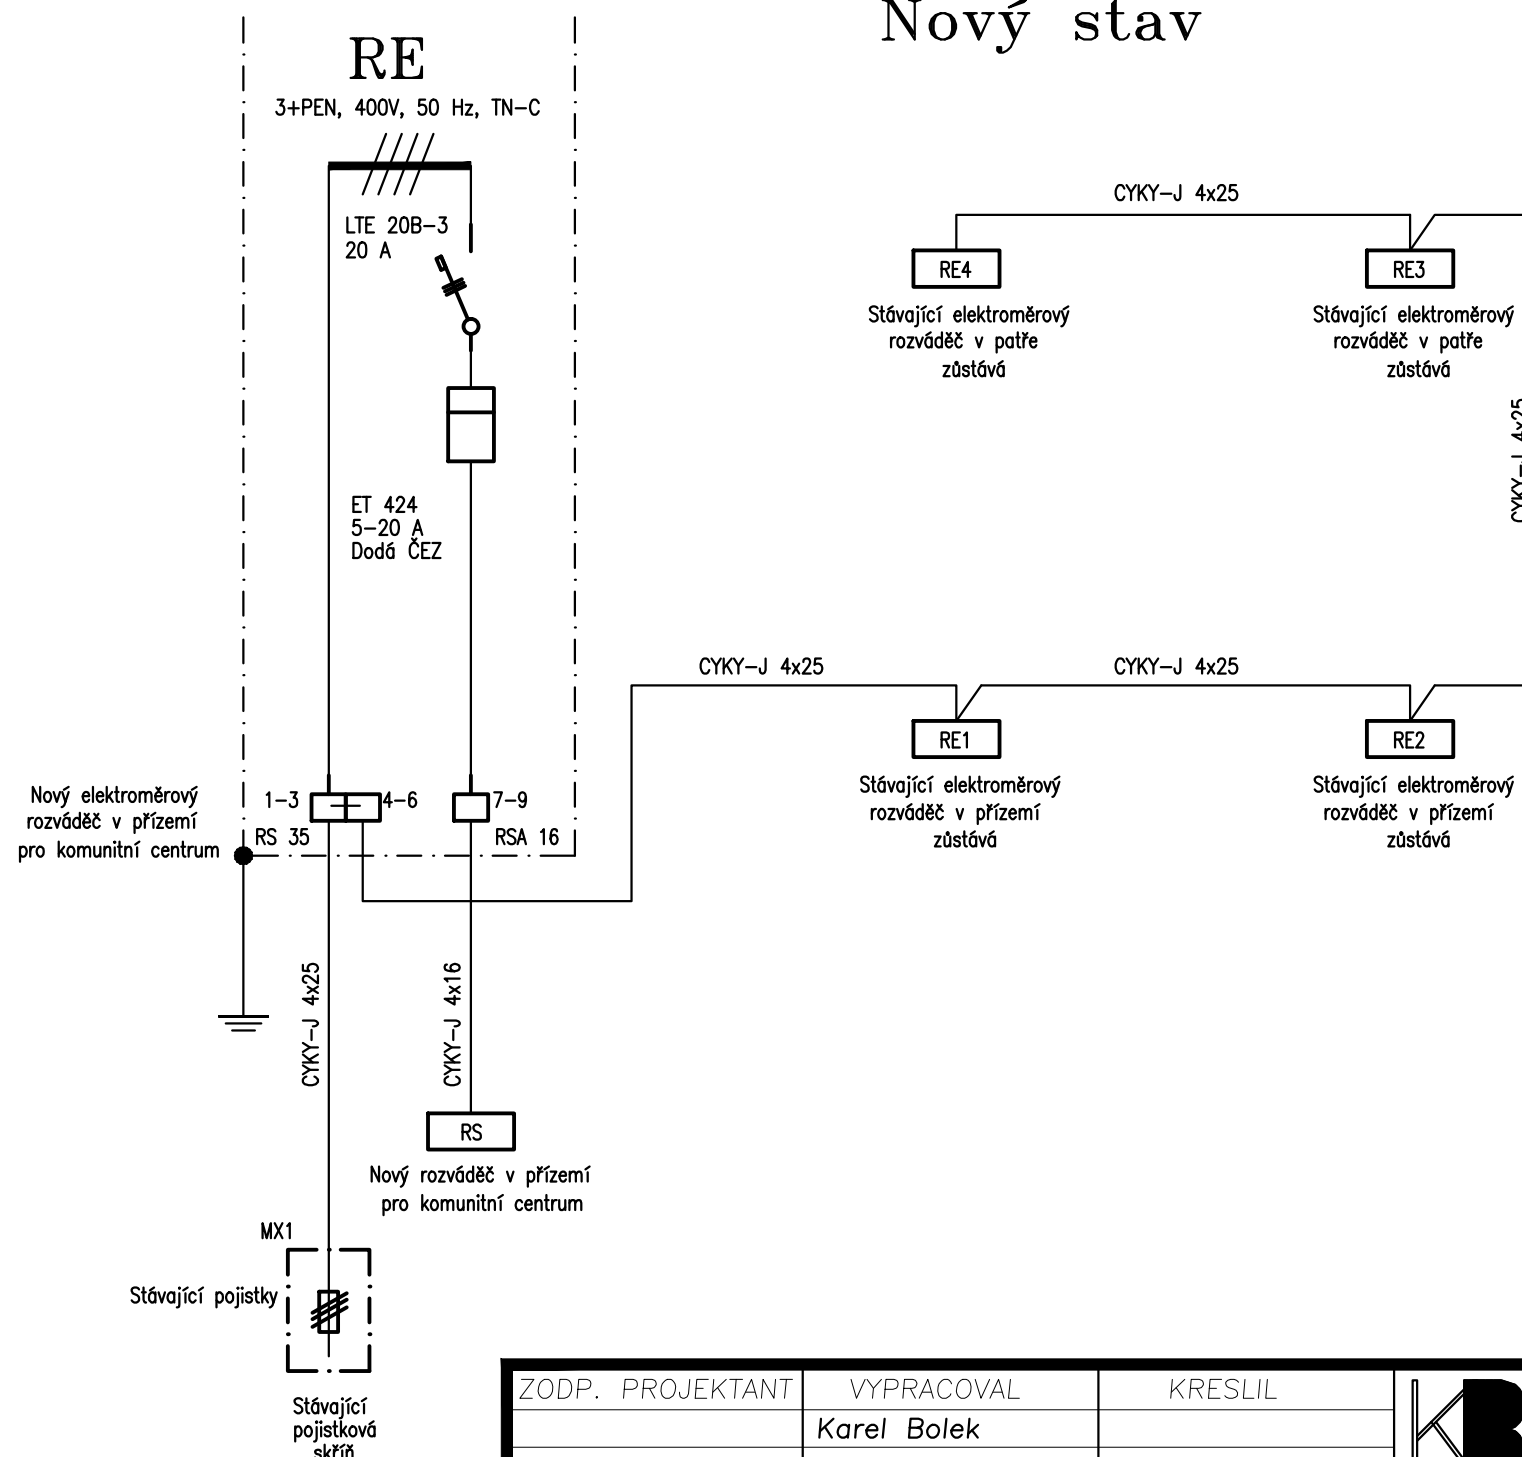 Nový stav
RE
3+PEN, 400V, 50 Hz, TN-C
LTE 20B-3
20 A
ET 424
5-20 A
Dodá ČEZ
CYKY-J 4x25
RE4
Stávající elektroměrový
rozváděč v patře
zůstává
RE3
Stávající elektroměrový
rozváděč v patře
zůstává
CYKY-J 4x25
CYKY-J 4x25
CYKY-J 4x25
RE1
Stávající elektroměrový
rozváděč v přízemí
zůstává
RE2
Stávající elektroměrový
rozváděč v přízemí
zůstává
Nový elektroměrový
rozváděč v přízemí
pro komunitní centrum
1-3
4-6
7-9
RS 35
RSA 16
CYKY-J 4x25
CYKY-J 4x16
RS
Nový rozváděč v přízemí
pro komunitní centrum
MX1
Stávající pojistky
Stávající
pojistková
skříň
ZODP. PROJEKTANT
VYPRACOVAL
KRESLIL
Karel Bolek
KB